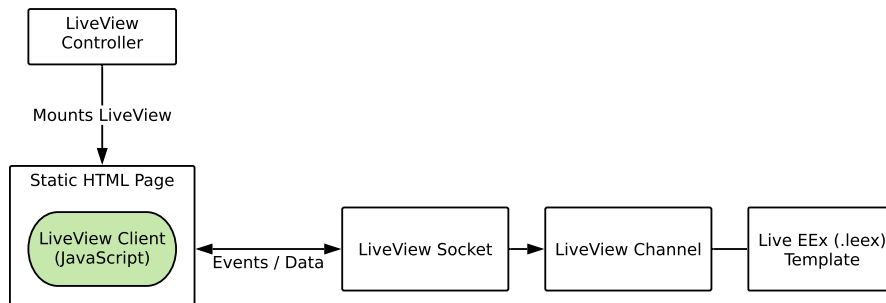 LiveView
Controller
Mounts LiveView
Static HTML Page
LiveView Client
(JavaScript)
Events / Data
LiveView Socket
LiveView Channel
Live EEx (.leex)
Template